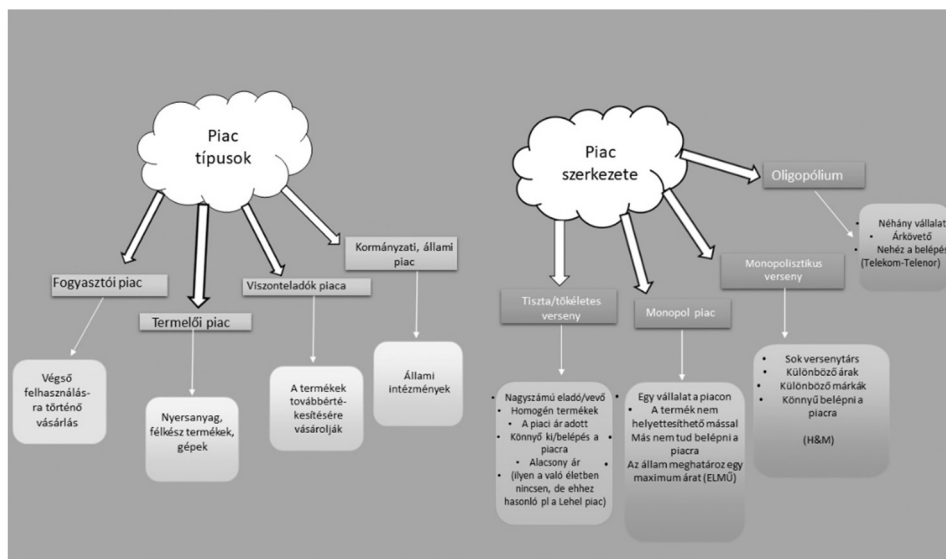 Piac
típusok
Fogyasztói piac
Végső
felhasználás-
ra történő
vásárlás
Termelői piac
Nyersanyag,
félkész termékek,
gépek
Viszonteladók piaca
A termékek
továbbérté-
kesítésére
vásárolják
Kormányzati, állami
piac
Állami
intézmények
Piac
szerkezete
Tiszta/tökéletes
verseny
• Nagyszámú eladó/vevő
• Homogén termékek
• A piaci ár adott
• Könnyő ki/belépés a
piacra
• Alacsony ár
• (ilyen a való életben
nincsen, de ehhez
hasonló pl a Lehel piac)
Monopol piac
• Egy vállalat a piacon
• A termék nem
helyettesíthető mással
• Más nem tud belépni a
piacra
• Az állam meghatároz egy
maximum árat (ELMŰ)
Monopolisztikus
verseny
• Sok versenytárs
• Különböző árak
• Különböző márkák
• Könnyű belépni a
piacra
(H&M)
Oligopólium
• Néhány vállalat
• Árkövető
• Nehéz a belépés
(Telekom-Telenor)